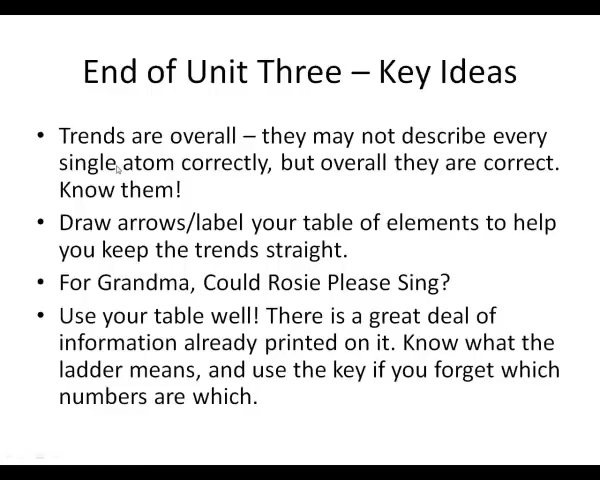 End of Unit Three – Key Ideas
• Trends are overall – they may not describe every
single atom correctly, but overall they are correct.
Know them!
• Draw arrows/label your table of elements to help
you keep the trends straight.
• For Grandma, Could Rosie Please Sing?
• Use your table well! There is a great deal of
information already printed on it. Know what the
ladder means, and use the key if you forget which
numbers are which.